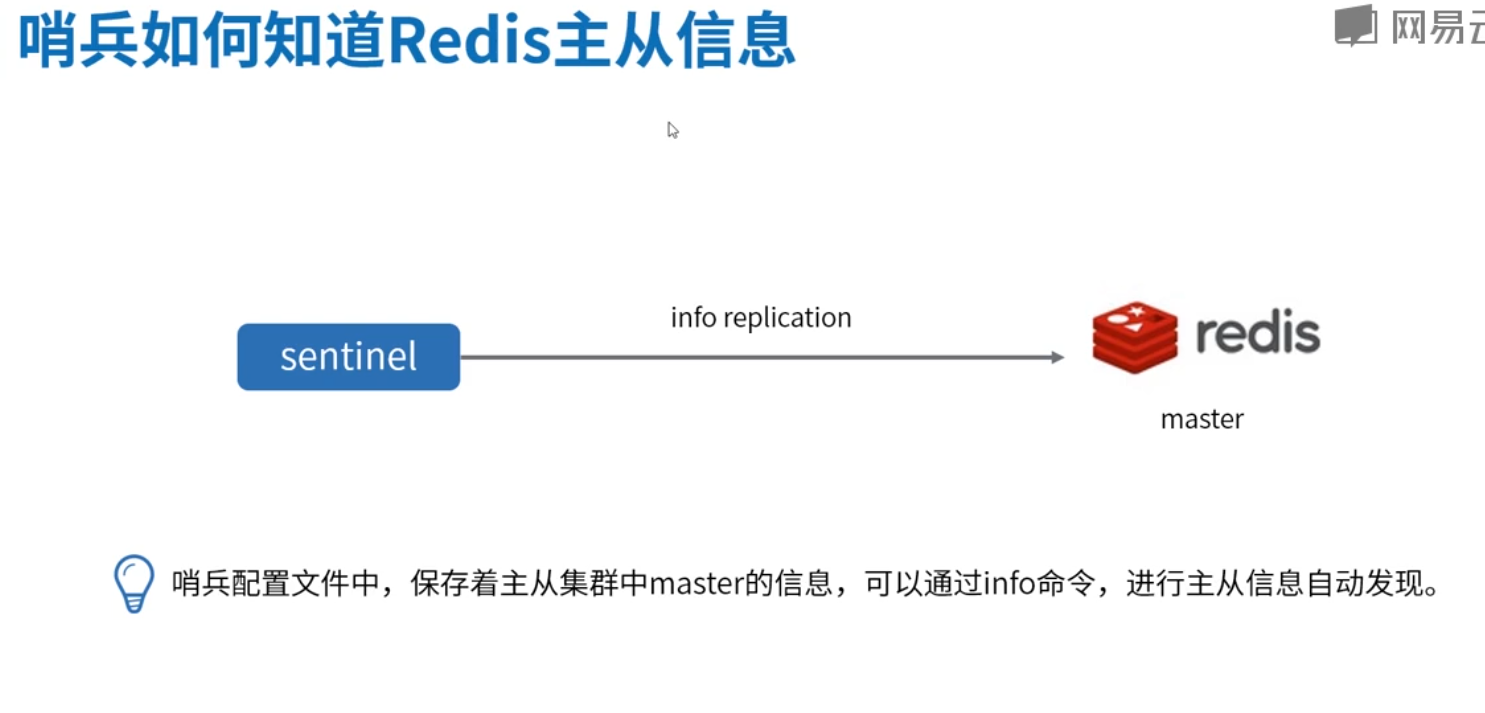 哨兵如何知道Redis主从信息
网易云
info replication
sentinel
redis
master
哨兵配置文件中，保存着主从集群中master的信息，可以通过info命令，进行主从信息自动发现。